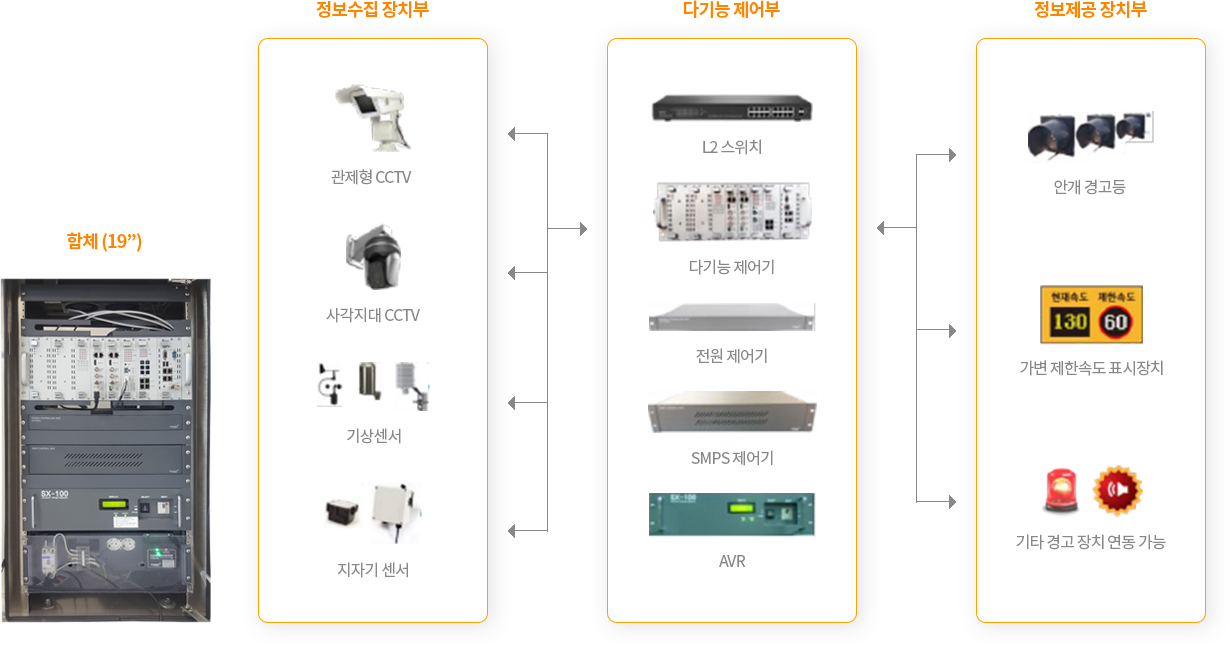 정보수집 장치부
다기능 제어부
정보제공 장치부
함체 (19”)
SX-100
관제형 CCTV
사각지대 CCTV
기상센서
지자기 센서
L2 스위치
다기능 제어기
전원 제어기
SMPS 제어기
SX-100
AVR
안개 경고등
현재속도 제한속도
130 60
가변 제한속도 표시장치
기타 경고 장치 연동 가능